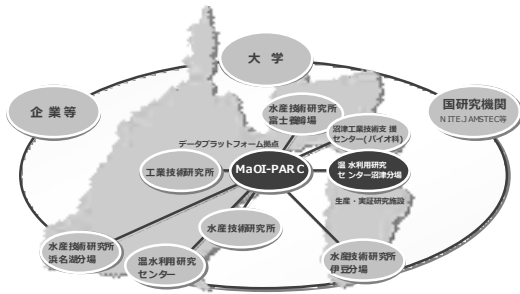 大 学
企 業 等
国研究機関
NITE、JAMSTEC等
水産技術研究所
富士養鱒場
沼津工業技術支 援
センター(バイオ科)
データプラットフォーム拠点
工業技術研究所
MaOI-PARC
温 水利用研究
セ ンター沼津分場
生産・実証研究施設
水産技術研究所
水産技術研究所
浜名湖分場
温水利用研究
センター
水産技術研究所
伊豆分場